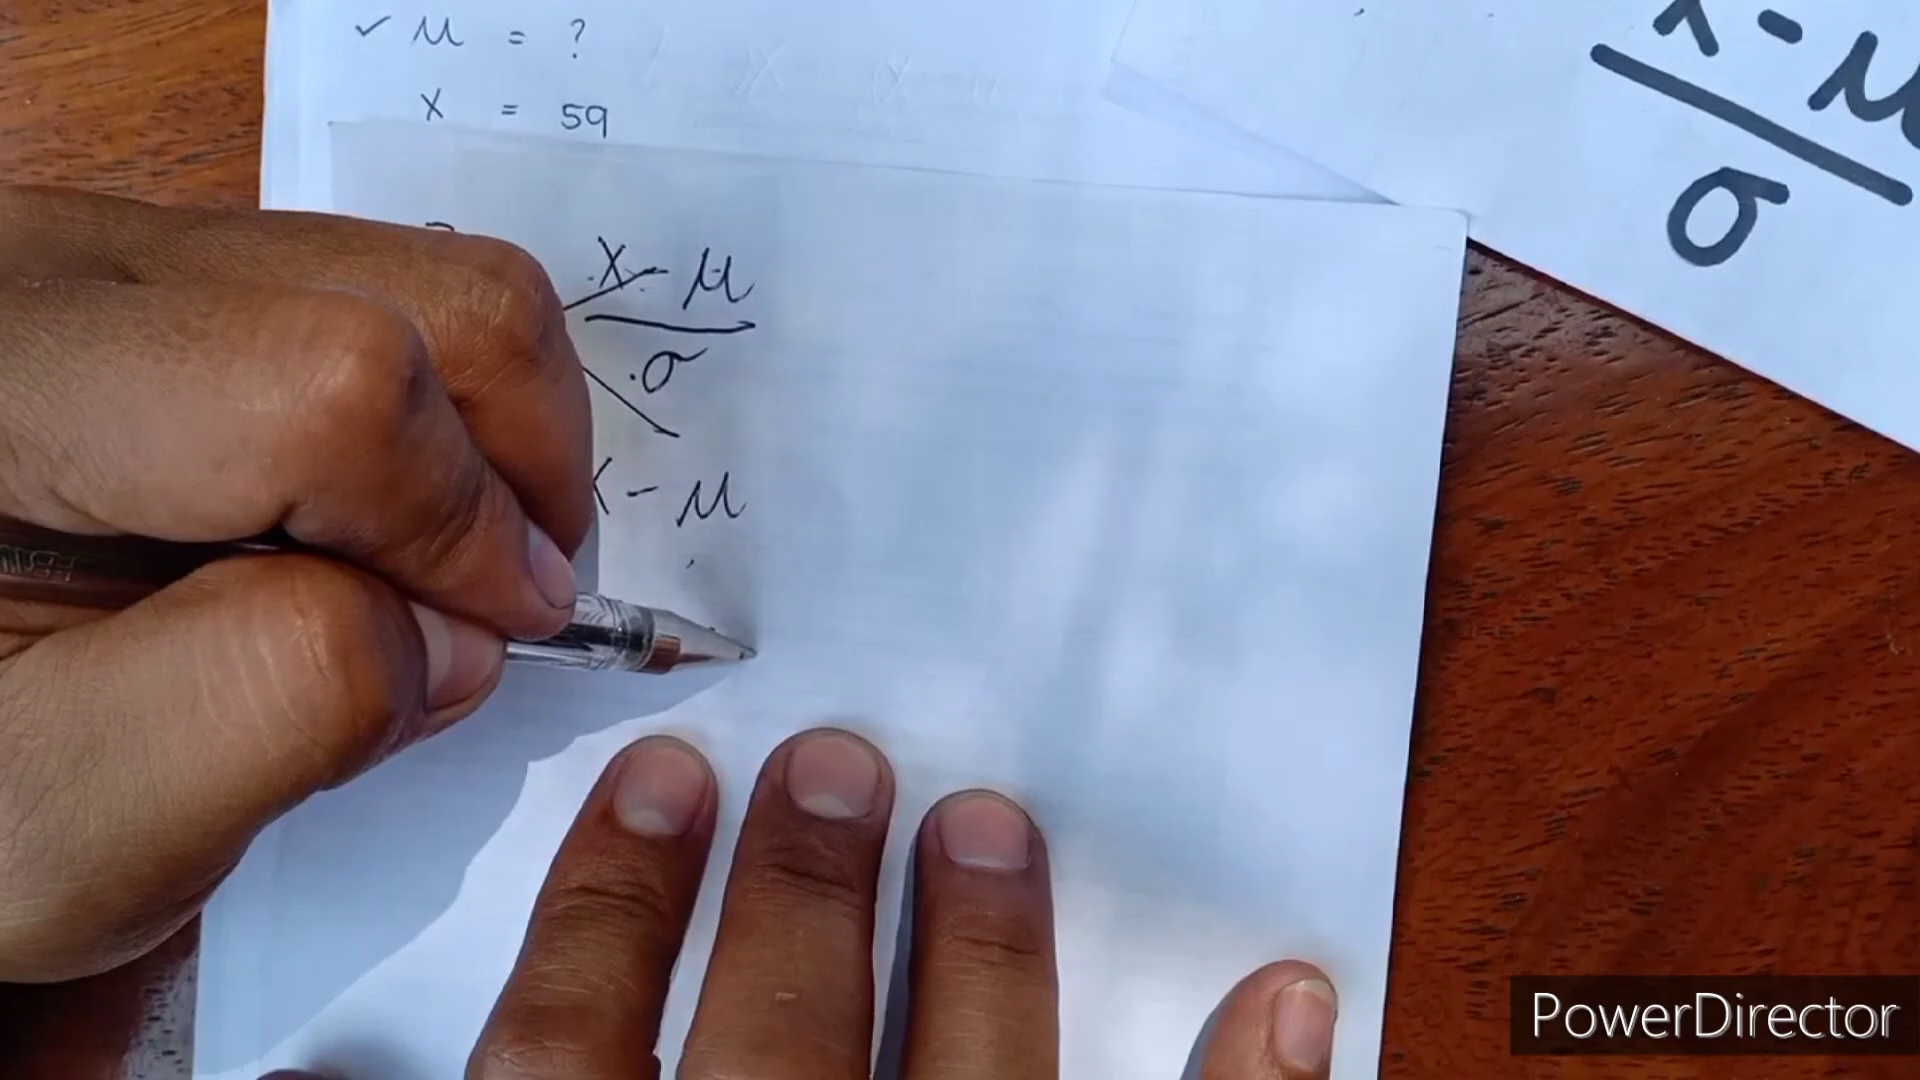 ✓ μ = ?
x = 59
x - μ
σ
x - μ
x - μ
σ
PowerDirector